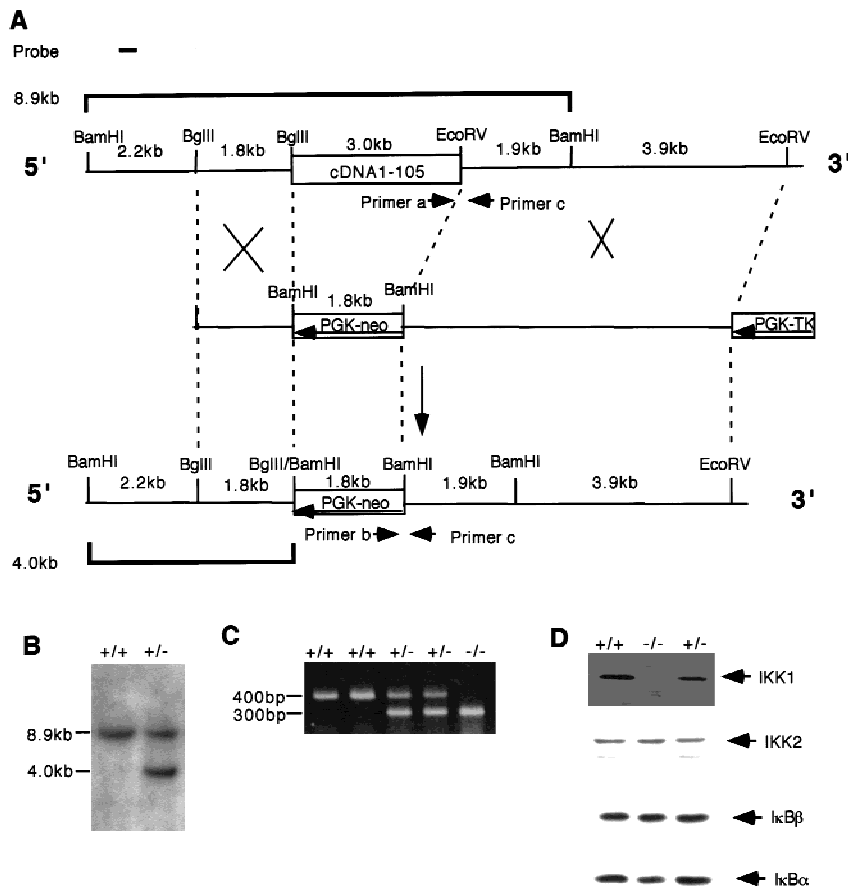 A
Probe
8.9kb
BamHI BglII BglII EcoRV BamHI EcoRV
2.2kb 1.8kb 3.0kb 1.9kb 3.9kb
5' cDNA1-105 3'
Primer a Primer c
BamHI BamHI
1.8kb
PGK-neo PGK-TK
BamHI BglII BglII/BamHI BamHI BamHI EcoRV
2.2kb 1.8kb 1.8kb 1.9kb 3.9kb
5' PGK-neo 3'
Primer b Primer c
4.0kb
B
+/+ +/-
8.9kb
4.0kb
C
+/+ +/+ +/- +/- -/-
400bp
300bp
D
+/+ -/- +/-
IKK1
IKK2
IκBβ
IκBα